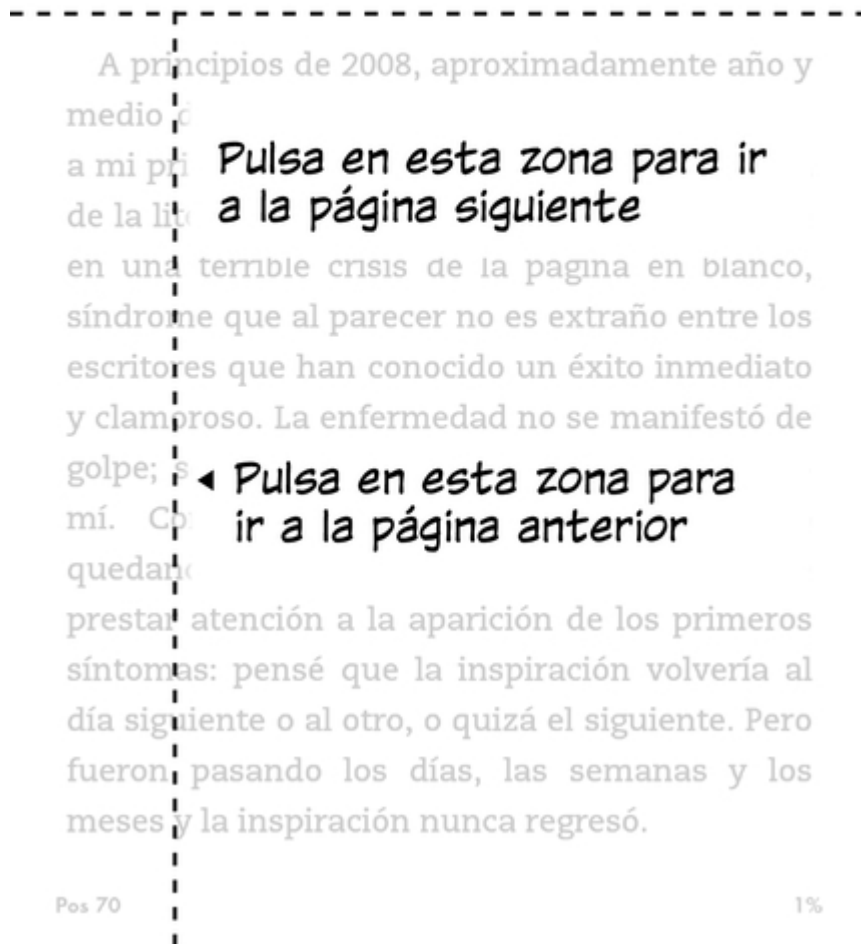 A principios de 2008, aproximadamente año y
medio
a mi
Pulsa en esta zona para ir
de la
a la página siguiente
en una terrible crisis de la página en blanco,
síndrome que al parecer no es extraño entre los
escritores que han conocido un éxito inmediato
y clamoroso. La enfermedad no se manifestó de
golpe;
◂ Pulsa en esta zona para
mí.
ir a la página anterior
prestar atención a la aparición de los primeros
síntomas: pensé que la inspiración volvería al
día siguiente o al otro, o quizá el siguiente. Pero
fueron pasando los días, las semanas y los
meses y la inspiración nunca regresó.
Pos 70 1%